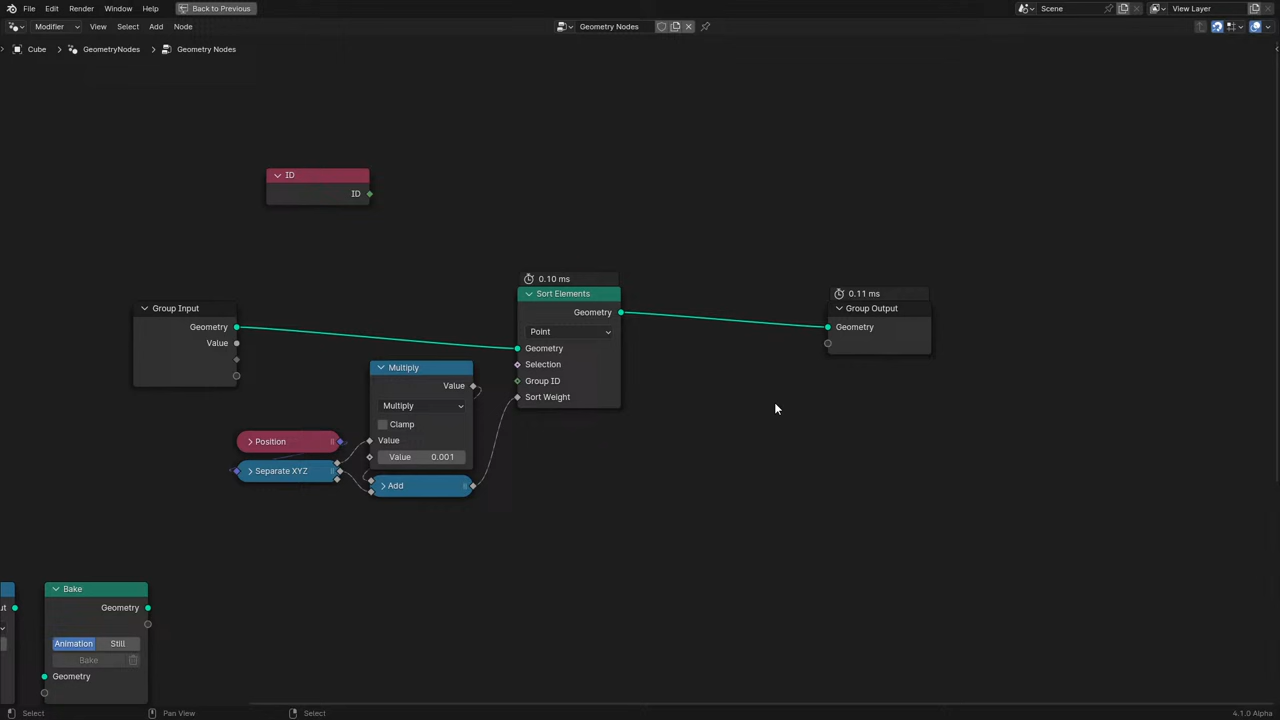 File Edit Render Window Help Back to Previous Scene View Layer
Modifier View Select Add Node Geometry Nodes
Cube GeometryNodes Geometry Nodes
ID
ID
0.10 ms
Sort Elements
Geometry
Point
Geometry
Selection
Group ID
Sort Weight
0.11 ms
Group Output
Geometry
Group Input
Geometry
Value
Multiply
Value
Multiply
Clamp
Value
Value 0.001
Position
Separate XYZ
Add
ut
Bake
Geometry
Animation Still
Bake
Geometry
Select Pan View Select 4.1.0 Alpha